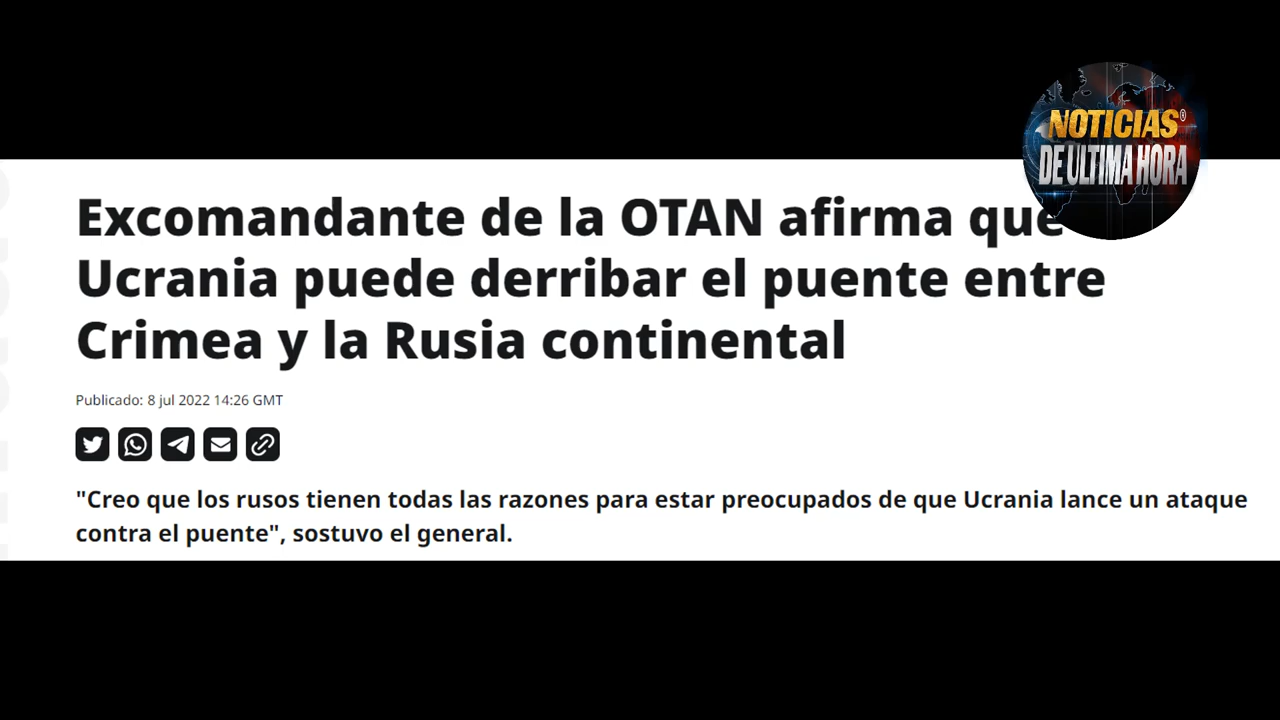 NOTICIAS®
DE ULTIMA HORA
Excomandante de la OTAN afirma que
Ucrania puede derribar el puente entre
Crimea y la Rusia continental
Publicado: 8 jul 2022 14:26 GMT
"Creo que los rusos tienen todas las razones para estar preocupados de que Ucrania lance un ataque
contra el puente", sostuvo el general.